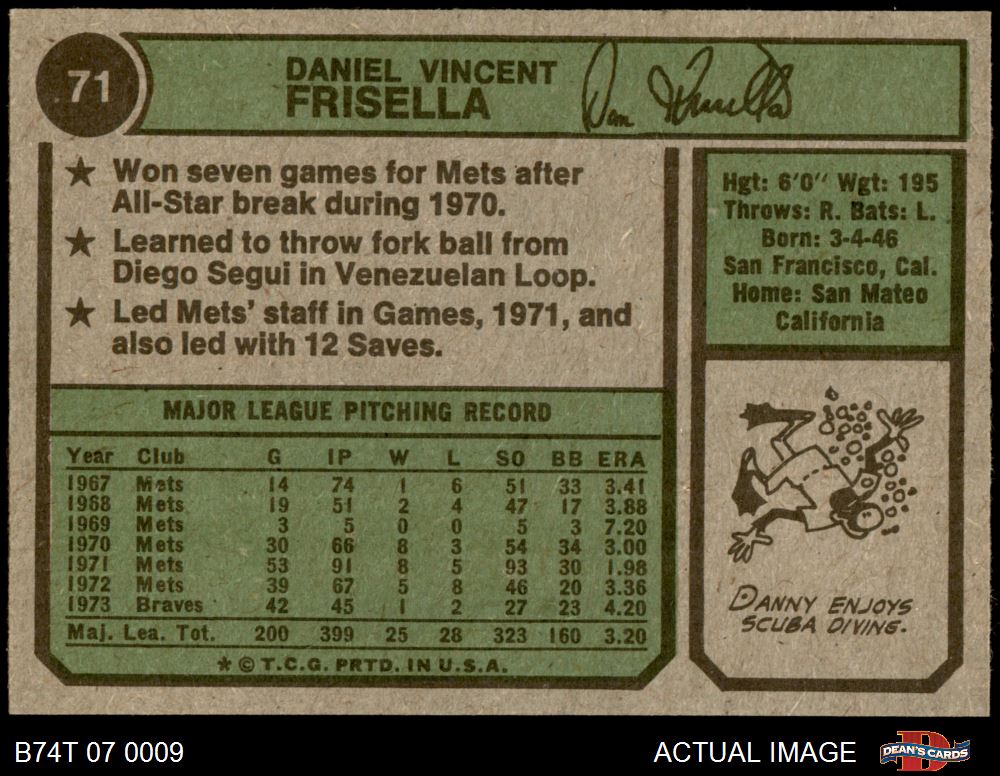 71
DANIEL VINCENT
FRISELLA
Dan Frisella
★ Won seven games for Mets after
All-Star break during 1970.
★ Learned to throw fork ball from
Diego Segui in Venezuelan Loop.
★ Led Mets' staff in Games, 1971, and
also led with 12 Saves.
Hgt: 6'0" Wgt: 195
Throws: R. Bats: L.
Born: 3-4-46
San Francisco, Cal.
Home: San Mateo
California
MAJOR LEAGUE PITCHING RECORD
Year Club G IP W L SO BB ERA
1967 Mets 14 74 1 6 51 33 3.41
1968 Mets 19 51 2 4 47 17 3.88
1969 Mets 3 5 0 0 5 3 7.20
1970 Mets 30 66 8 3 54 34 3.00
1971 Mets 53 91 8 5 93 30 1.98
1972 Mets 39 67 5 8 46 20 3.36
1973 Braves 42 45 1 2 27 23 4.20
Maj. Lea. Tot. 200 399 25 28 323 160 3.20
★ © T.C.G. PRTD. IN U.S.A.
DANNY ENJOYS
SCUBA DIVING.
B74T 07 0009
ACTUAL IMAGE
DEAN'S CARDS